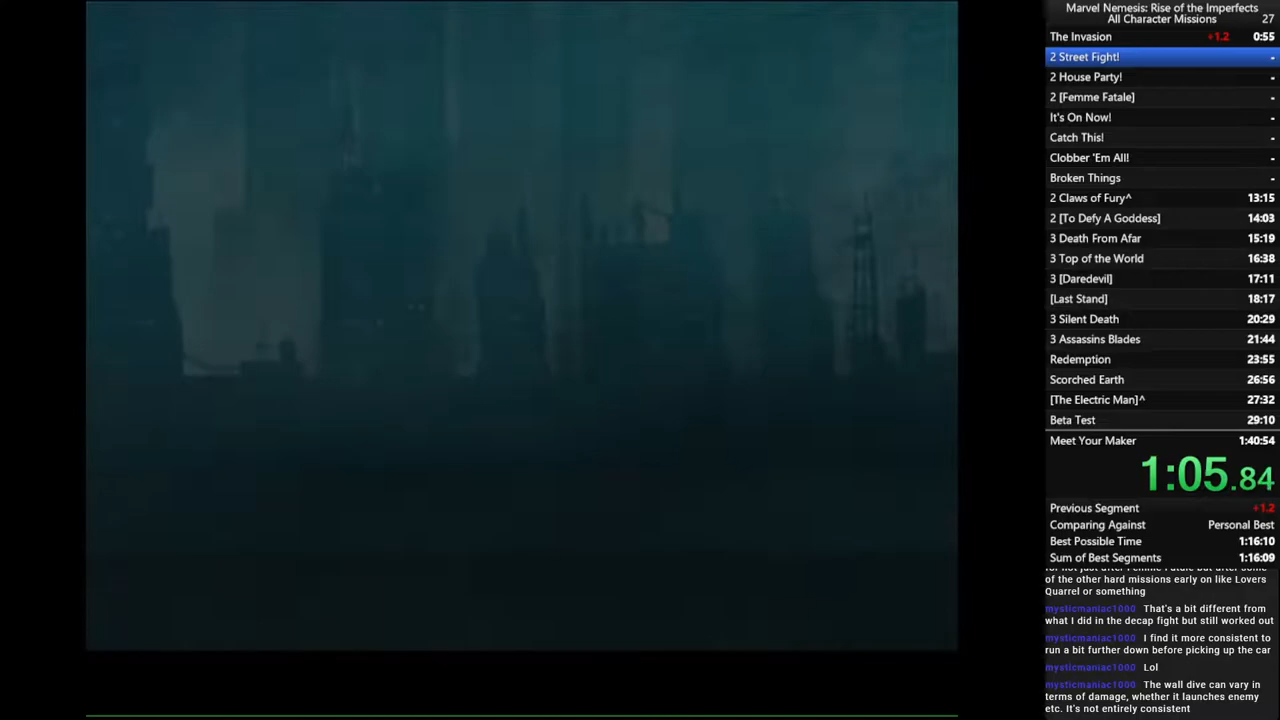 Marvel Nemesis: Rise of the Imperfects
All Character Missions 27
The Invasion +1.2 0:55
2 Street Fight! -
2 House Party! -
2 [Femme Fatale] -
It's On Now! -
Catch This! -
Clobber 'Em All! -
Broken Things -
2 Claws of Fury^ 13:15
2 [To Defy A Goddess] 14:03
3 Death From Afar 15:19
3 Top of the World 16:38
3 [Daredevil] 17:11
[Last Stand] 18:17
3 Silent Death 20:29
3 Assassins Blades 21:44
Redemption 23:55
Scorched Earth 26:56
[The Electric Man]^ 27:32
Beta Test 29:10
Meet Your Maker 1:40:54
1:05.84
Previous Segment +1.2
Comparing Against Personal Best
Best Possible Time 1:16:10
Sum of Best Segments 1:16:09
for not just after Femme Fatale but after some
of the other hard missions early on like Lovers
Quarrel or something
mysticmaniac1000 That's a bit different from
what I did in the decap fight but still worked out
mysticmaniac1000 I find it more consistent to
run a bit further down before picking up the car
mysticmaniac1000 Lol
mysticmaniac1000 The wall dive can vary in
terms of damage, whether it launches enemy
etc. It's not entirely consistent